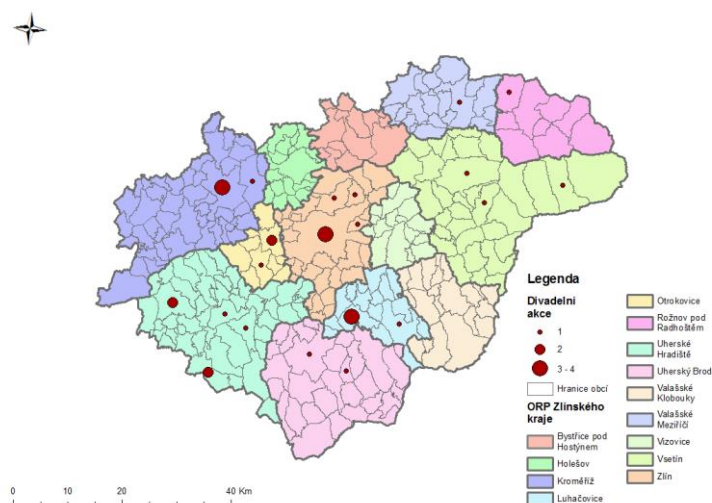 Legenda
Divadelní
akce
1
2
3 - 4
Hranice obcí
ORP Zlínského
kraje
Bystřice pod
Hostýnem
Holešov
Kroměříž
Luhačovice
Otrokovice
Rožnov pod
Radhoštěm
Uherské
Hradiště
Uherský Brod
Valašské
Klobouky
Valašské
Meziříčí
Vizovice
Vsetín
Zlín
0 20 40 Km